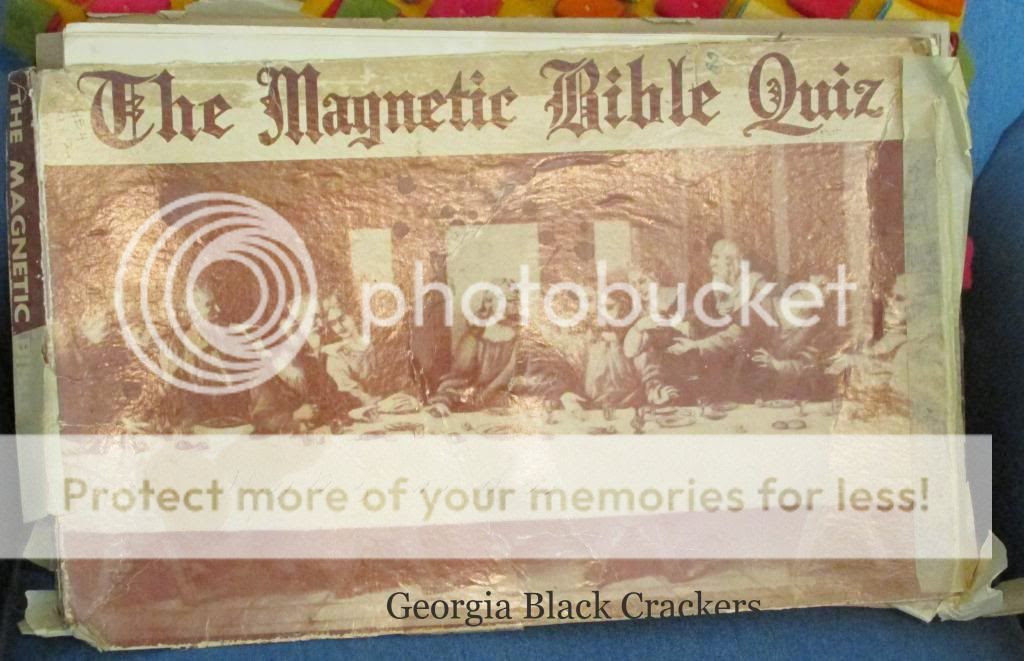 The Magnetic Bible Quiz
THE MAGNETIC
photobucket
Protect more of your memories for less!
Georgia Black Crackers